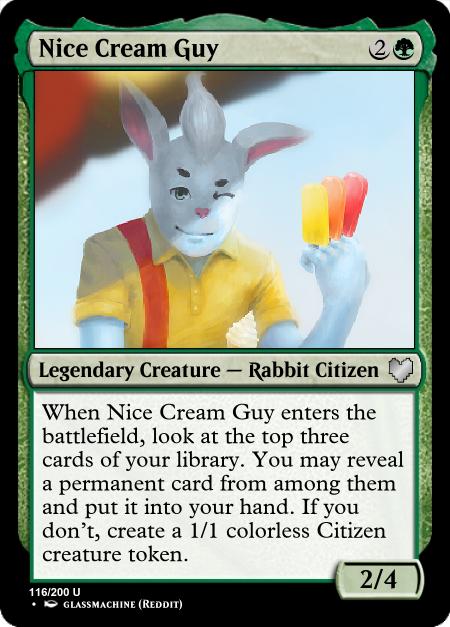 Nice Cream Guy 2
Legendary Creature — Rabbit Citizen
When Nice Cream Guy enters the
battlefield, look at the top three
cards of your library. You may reveal
a permanent card from among them
and put it into your hand. If you
don't, create a 1/1 colorless Citizen
creature token.
2/4
116/200 U
• GLASSMACHINE (REDDIT)